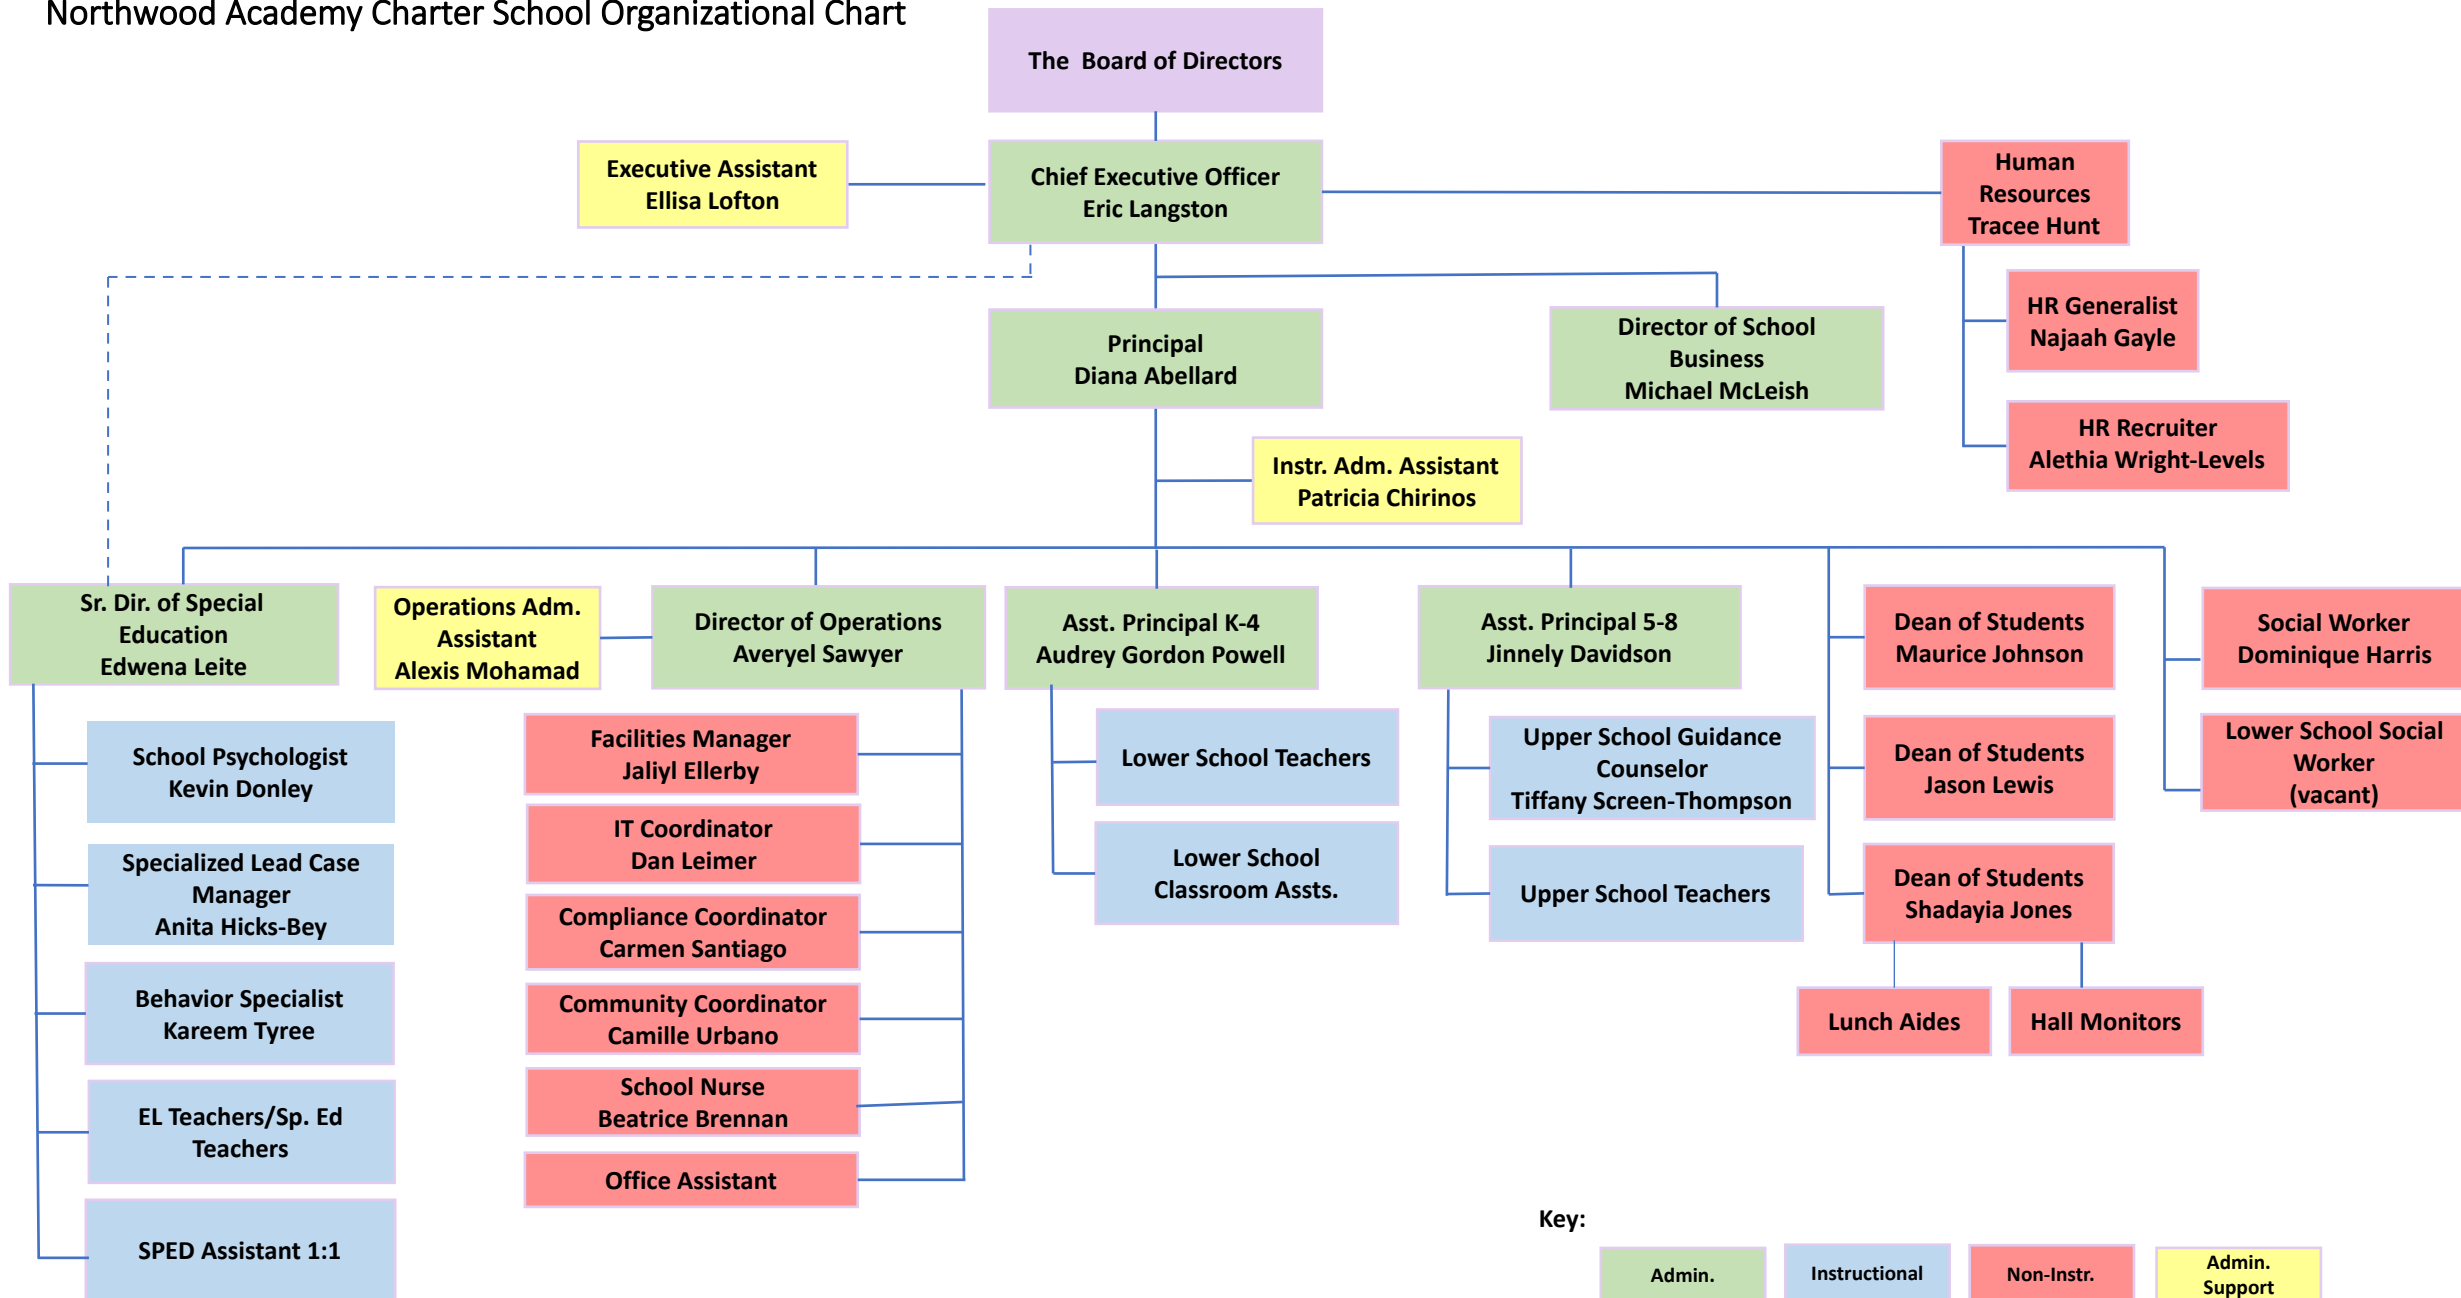 Northwood Academy Charter School Organizational Chart
The Board of Directors
Executive Assistant
Ellisa Lofton
Chief Executive Officer
Eric Langston
Human
Resources
Tracee Hunt
HR Generalist
Najaah Gayle
HR Recruiter
Alethia Wright-Levels
Principal
Diana Abellard
Director of School
Business
Michael McLeish
Instr. Adm. Assistant
Patricia Chirinos
Sr. Dir. of Special
Education
Edwena Leite
Operations Adm.
Assistant
Alexis Mohamad
Director of Operations
Averyel Sawyer
Asst. Principal K-4
Audrey Gordon Powell
Asst. Principal 5-8
Jinnely Davidson
Dean of Students
Maurice Johnson
Social Worker
Dominique Harris
School Psychologist
Kevin Donley
Specialized Lead Case
Manager
Anita Hicks-Bey
Behavior Specialist
Kareem Tyree
EL Teachers/Sp. Ed
Teachers
SPED Assistant 1:1
Facilities Manager
Jaliyl Ellerby
IT Coordinator
Dan Leimer
Compliance Coordinator
Carmen Santiago
Community Coordinator
Camille Urbano
School Nurse
Beatrice Brennan
Office Assistant
Lower School Teachers
Lower School
Classroom Assts.
Upper School Guidance
Counselor
Tiffany Screen-Thompson
Upper School Teachers
Dean of Students
Jason Lewis
Dean of Students
Shadayia Jones
Lunch Aides
Hall Monitors
Lower School Social
Worker
(vacant)
Key:
Admin.
Instructional
Non-Instr.
Admin.
Support